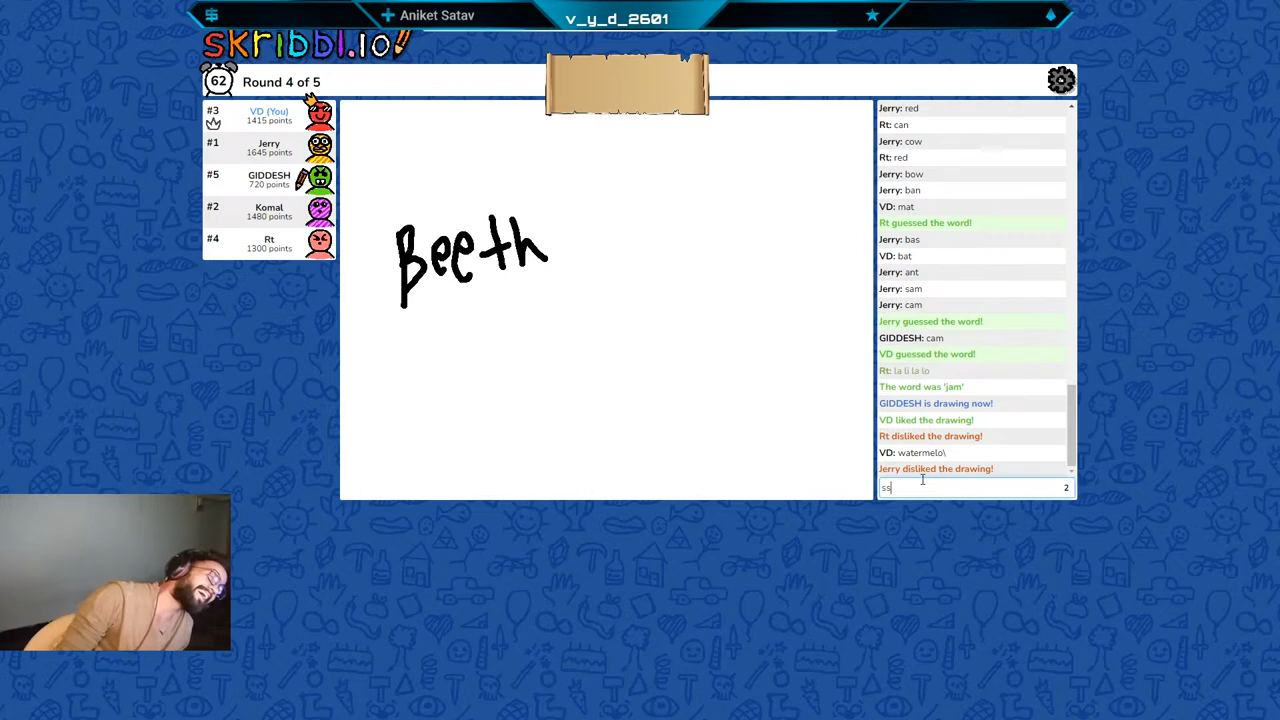 Aniket Satav
v_y_d_2601
skribbl.io
62
Round 4 of 5
#3
VD (You)
1415 points
#1
Jerry
1645 points
#5
GIDDESH
720 points
#2
Komal
1480 points
#4
Rt
1300 points
Beeth
Jerry: red
Rt: can
Jerry: cow
Rt: red
Jerry: bow
Jerry: ban
VD: mat
Rt guessed the word!
Jerry: bas
VD: bat
Jerry: ant
Jerry: sam
Jerry: cam
Jerry guessed the word!
GIDDESH: cam
VD guessed the word!
Rt: la li la lo
The word was 'jam'
GIDDESH is drawing now!
VD liked the drawing!
Rt disliked the drawing!
VD: watermelo\
Jerry disliked the drawing!
ss 2